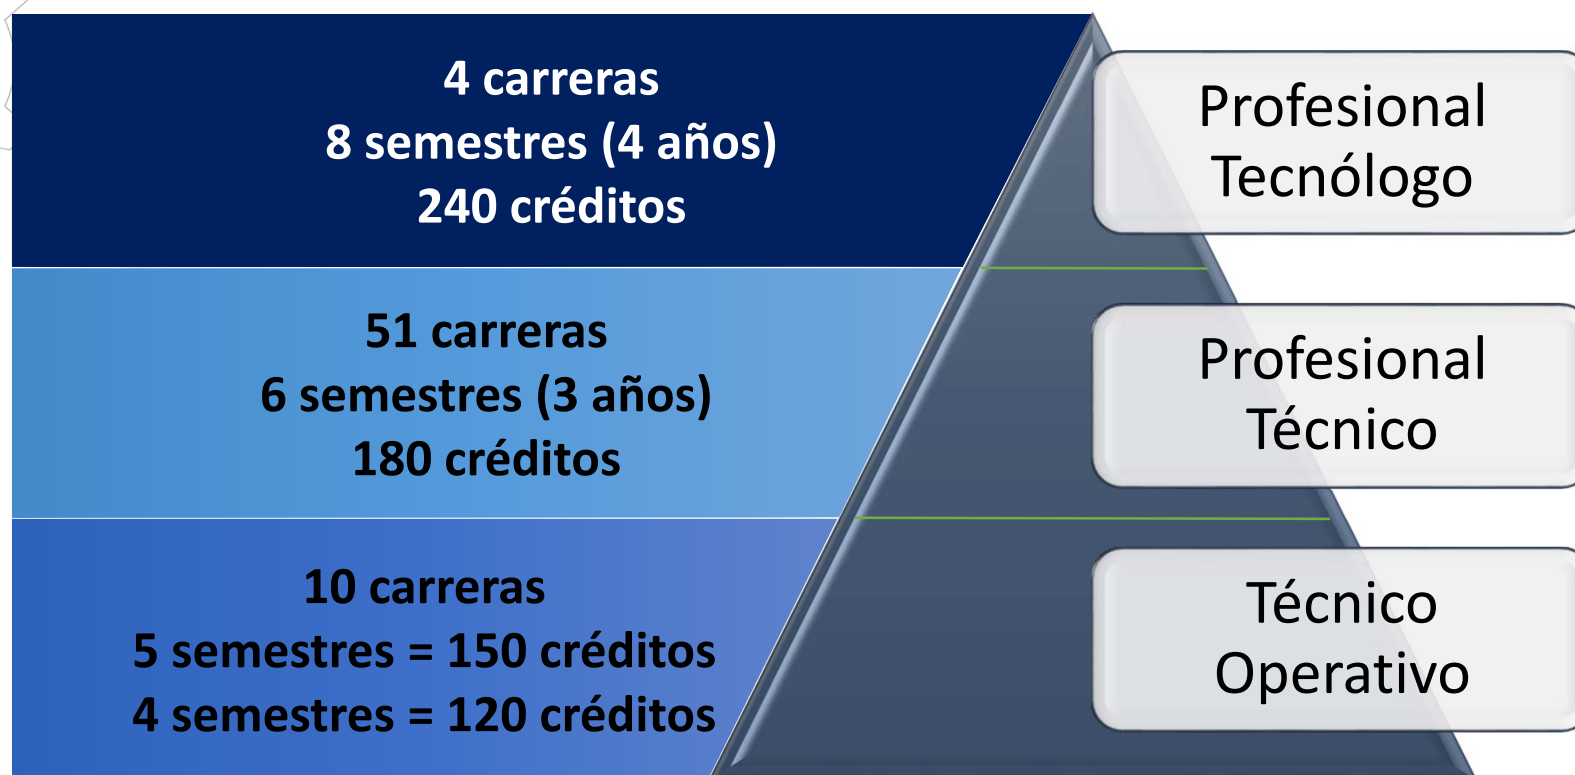 4 carreras
8 semestres (4 años)
240 créditos
Profesional
Tecnólogo
51 carreras
6 semestres (3 años)
180 créditos
Profesional
Técnico
10 carreras
5 semestres = 150 créditos
4 semestres = 120 créditos
Técnico
Operativo